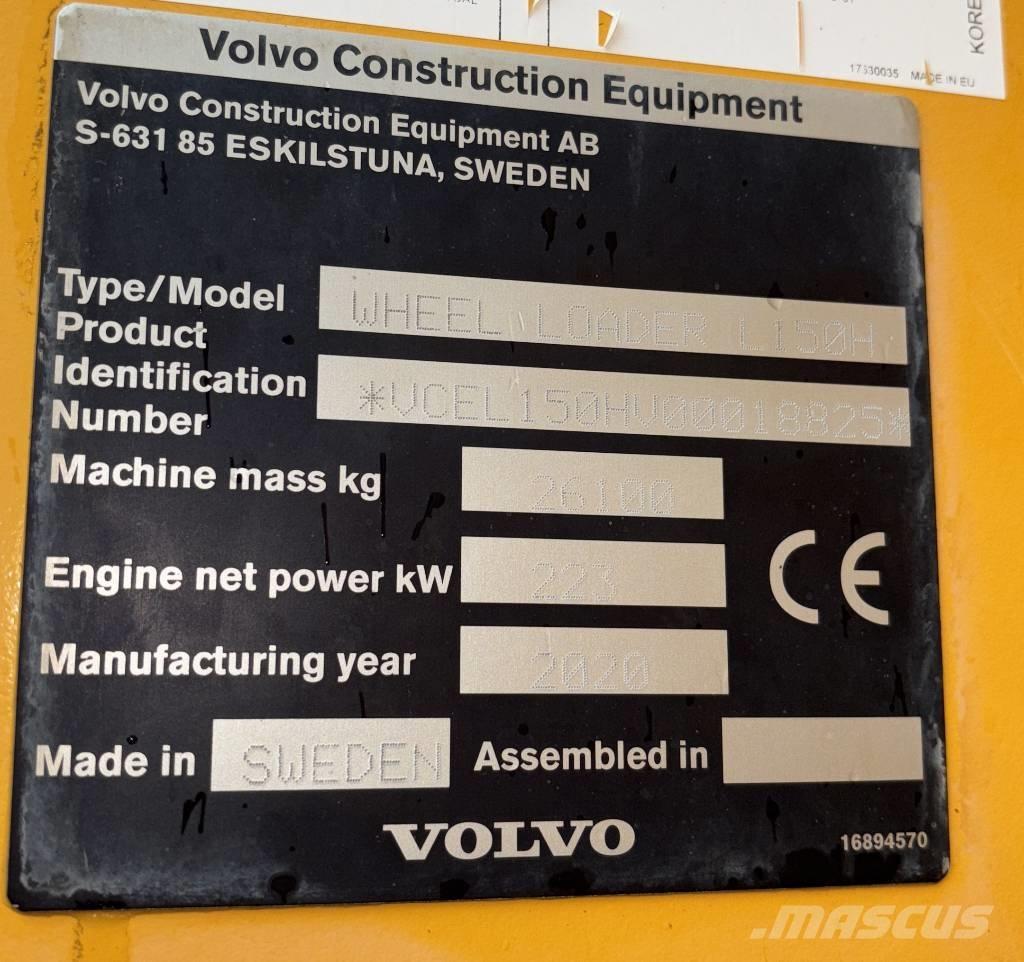 17330035 MADE IN EU
KORE
Volvo Construction Equipment
Volvo Construction Equipment AB
S-631 85 ESKILSTUNA, SWEDEN
Type/Model WHEEL LOADER L150H
Product
Identification *VCEL150HV00018825*
Number
Machine mass kg 26100
Engine net power kW 223
CE
Manufacturing year 2020
Made in SWEDEN Assembled in
VOLVO
16894570
MASCUS